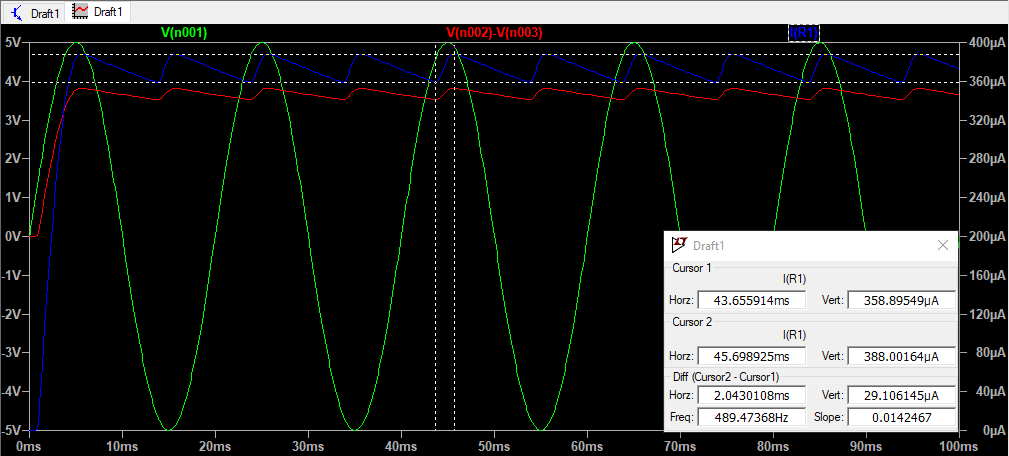 Draft1 Draft1
V(n001) V(n002)-V(n003) I(R1)
5V 400µA
4V 360µA
3V 320µA
2V 280µA
1V 240µA
0V 200µA
-1V 160µA
-2V 120µA
-3V 80µA
-4V 40µA
-5V 0µA
0ms 10ms 20ms 30ms 40ms 50ms 60ms 70ms 80ms 90ms 100ms
Draft1
Cursor 1
I(R1)
Horz: 43.655914ms Vert: 358.89549µA
Cursor 2
I(R1)
Horz: 45.698925ms Vert: 388.00164µA
Diff (Cursor2 - Cursor1)
Horz: 2.0430108ms Vert: 29.106145µA
Freq: 489.47368Hz Slope: 0.0142467